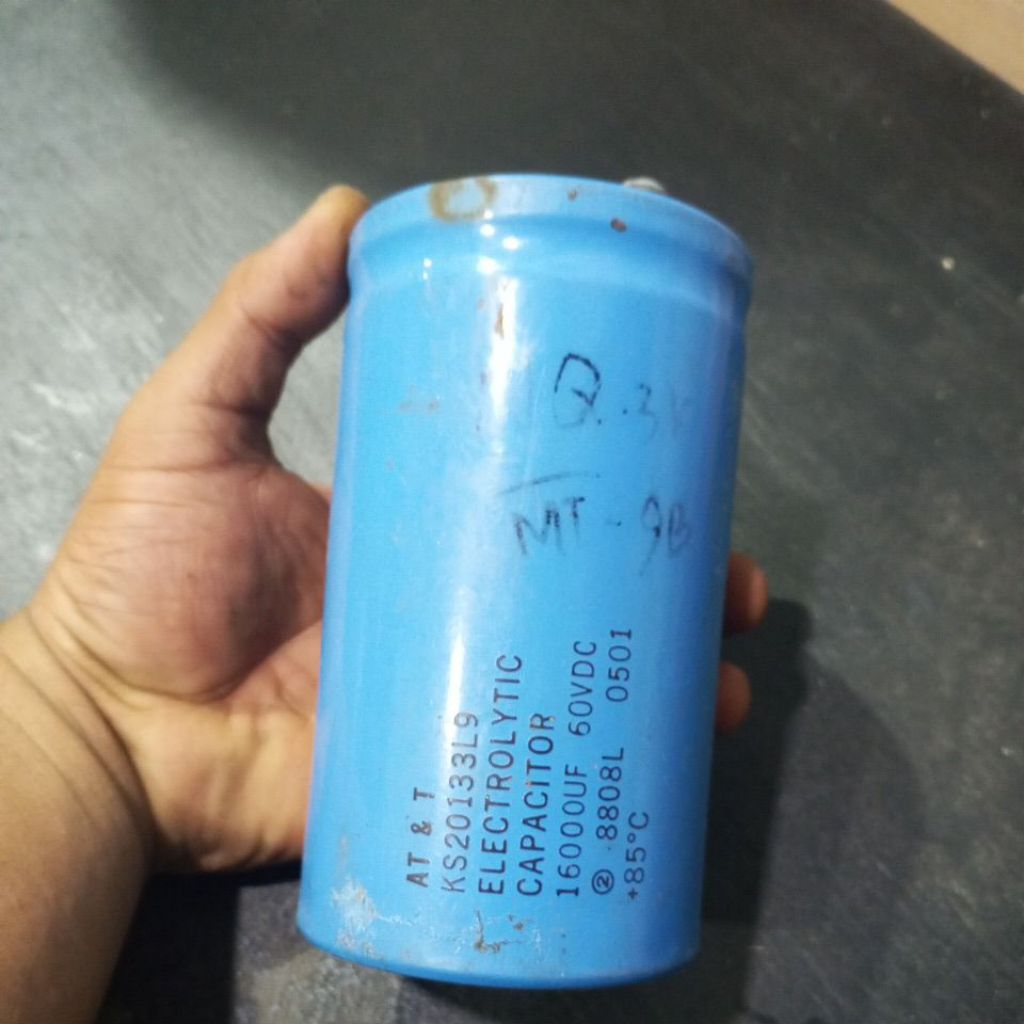 MT - 9B
AT & T
KS20133L9
ELECTROLYTIC
CAPACITOR
16000UF 60VDC
② 8808L 0501
+85°C